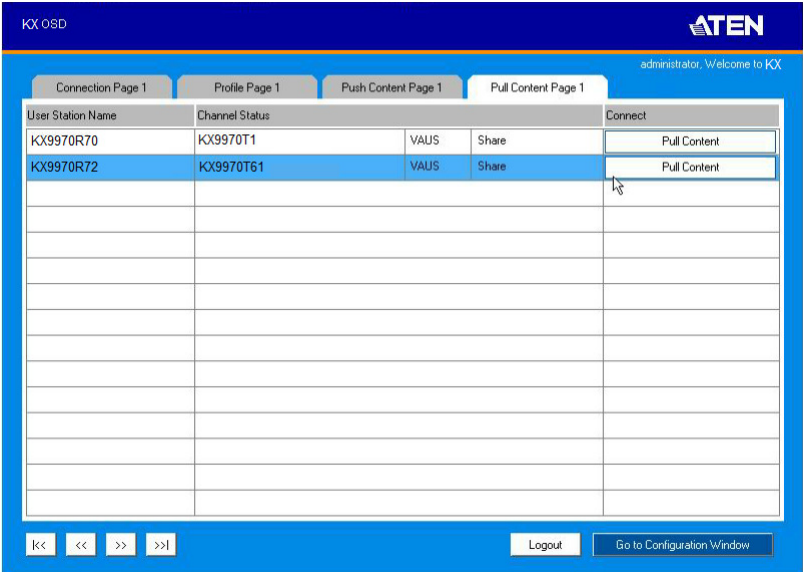 KX OSD
ATEN
administrator, Welcome to KX
Connection Page 1 Profile Page 1 Push Content Page 1 Pull Content Page 1
User Station Name Channel Status Connect
KX9970R70 KX9970T1 VAUS Share Pull Content
KX9970R72 KX9970T61 VAUS Share Pull Content
|<< << >> >>| Logout Go to Configuration Window